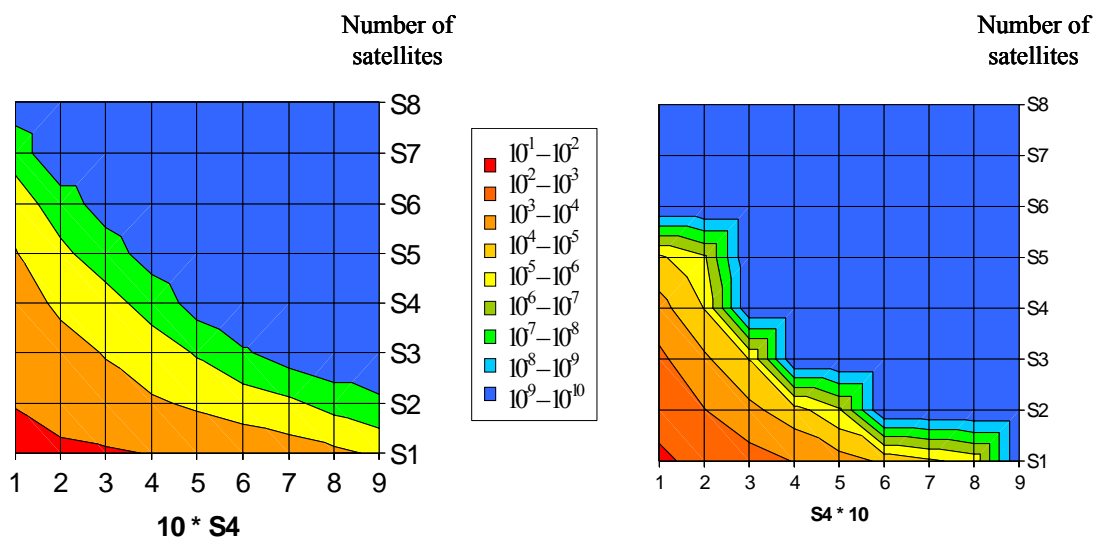 Number of
satellites
S8
S7
S6
S5
S4
S3
S2
S1
1 2 3 4 5 6 7 8 9
10 * S4
10¹–10²
10²–10³
10³–10⁴
10⁴–10⁵
10⁵–10⁶
10⁶–10⁷
10⁷–10⁸
10⁸–10⁹
10⁹–10¹⁰
Number of
satellites
S8
S7
S6
S5
S4
S3
S2
S1
1 2 3 4 5 6 7 8 9
S4 * 10